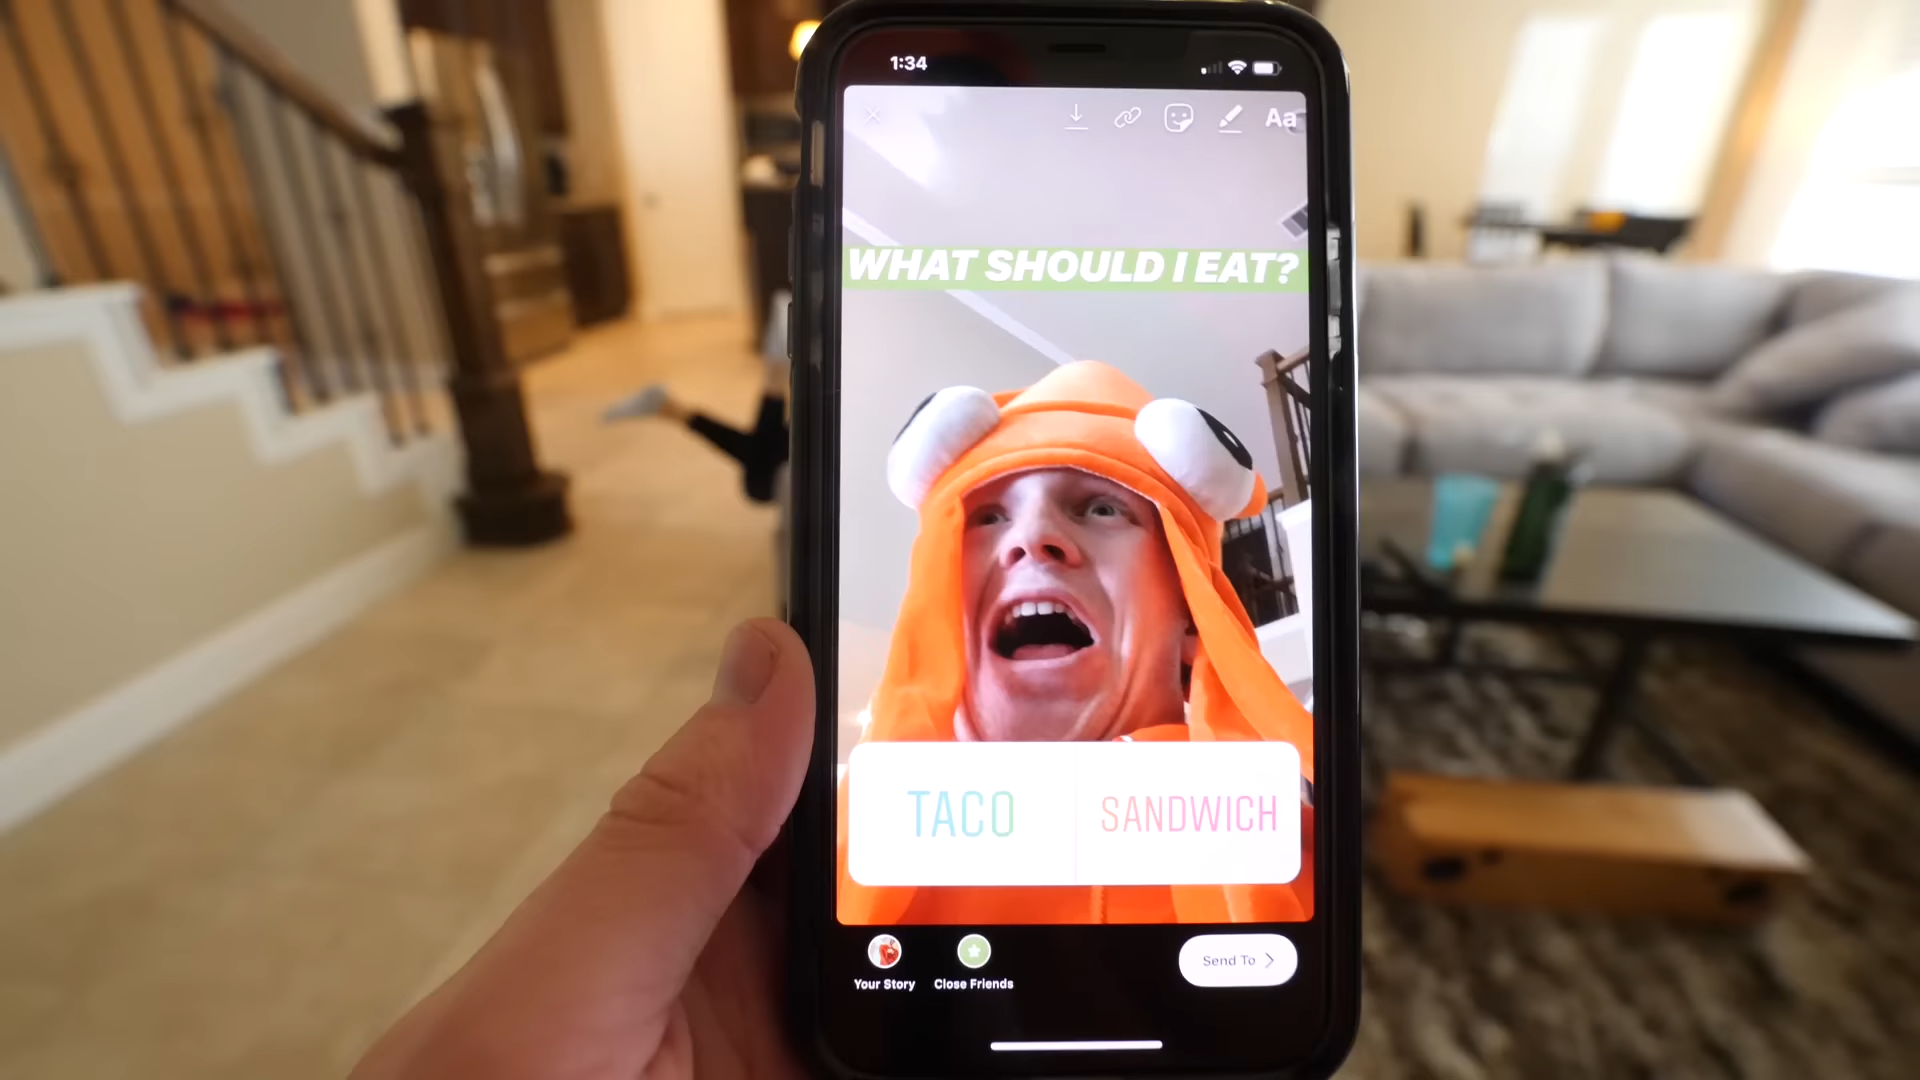 1:34
Aa
WHAT SHOULD I EAT?
TACO
SANDWICH
Your Story
Close Friends
Send To